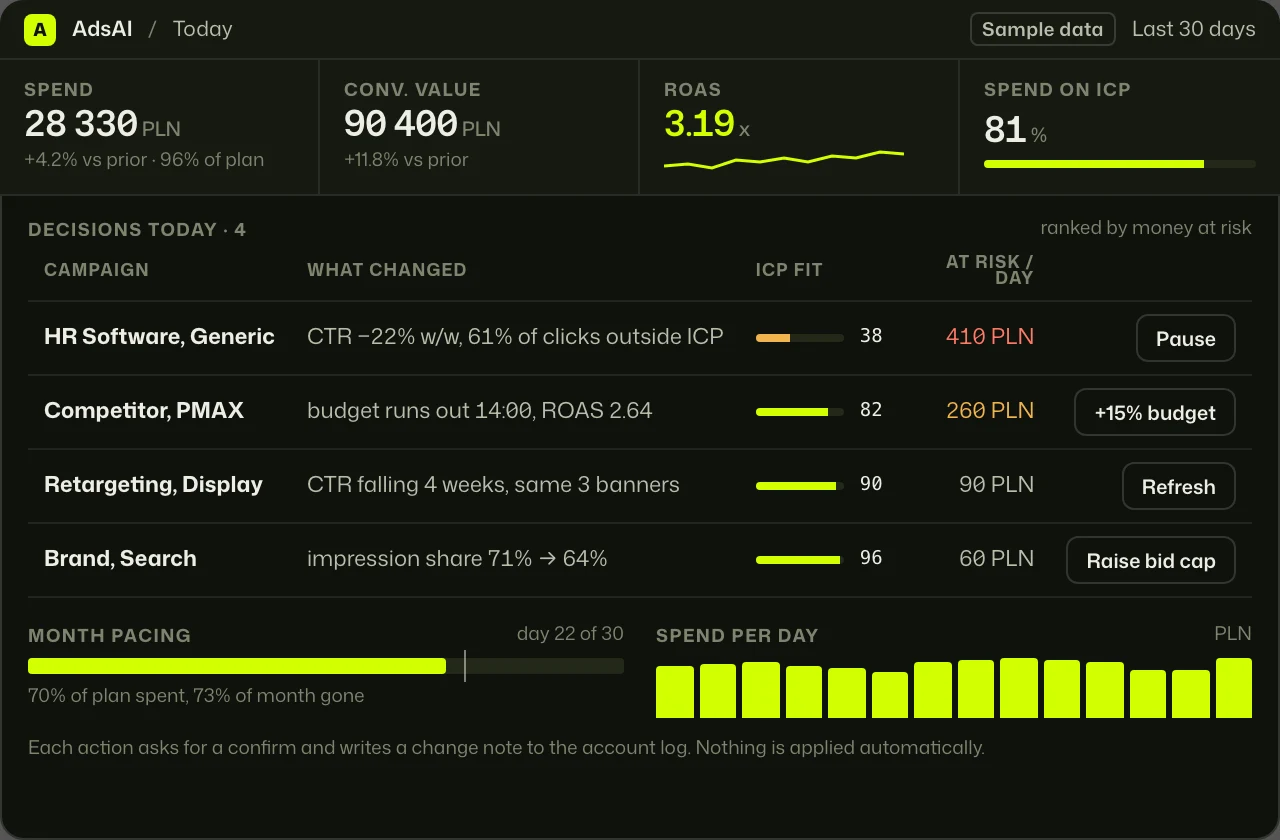 A AdsAI / Today Sample data Last 30 days
SPEND CONV. VALUE ROAS SPEND ON ICP
28 330 PLN 90 400 PLN 3.19 x 81 %
+4.2% vs prior · 96% of plan +11.8% vs prior
DECISIONS TODAY · 4 ranked by money at risk
CAMPAIGN WHAT CHANGED ICP FIT AT RISK /
DAY
HR Software, Generic CTR −22% w/w, 61% of clicks outside ICP 38 410 PLN Pause
Competitor, PMAX budget runs out 14:00, ROAS 2.64 82 260 PLN +15% budget
Retargeting, Display CTR falling 4 weeks, same 3 banners 90 90 PLN Refresh
Brand, Search impression share 71% → 64% 96 60 PLN Raise bid cap
MONTH PACING day 22 of 30 SPEND PER DAY PLN
70% of plan spent, 73% of month gone
Each action asks for a confirm and writes a change note to the account log. Nothing is applied automatically.